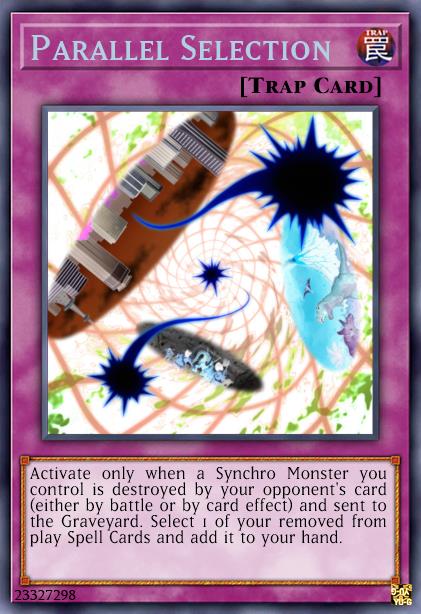 PARALLEL SELECTION
TRAP
罠
[TRAP CARD]
Activate only when a Synchro Monster you
control is destroyed by your opponent's card
(either by battle or by card effect) and sent to
the Graveyard. Select 1 of your removed from
play Spell Cards and add it to your hand.
23327298